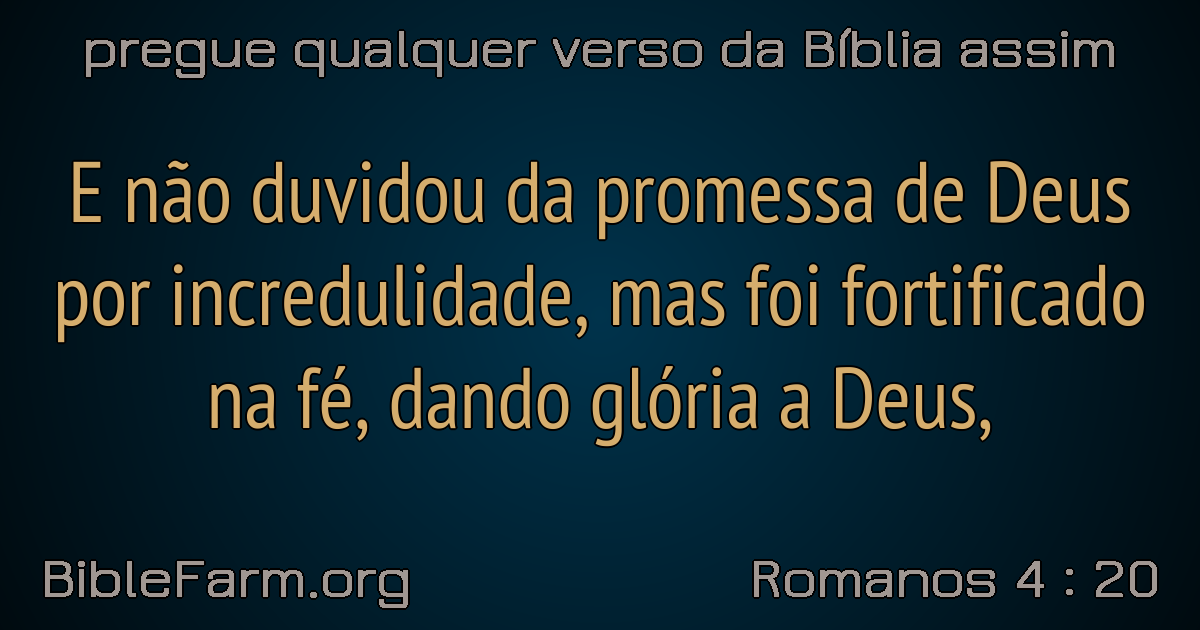 pregue qualquer verso da Bíblia assim
E não duvidou da promessa de Deus
por incredulidade, mas foi fortificado
na fé, dando glória a Deus,
BibleFarm.org
Romanos 4 : 20